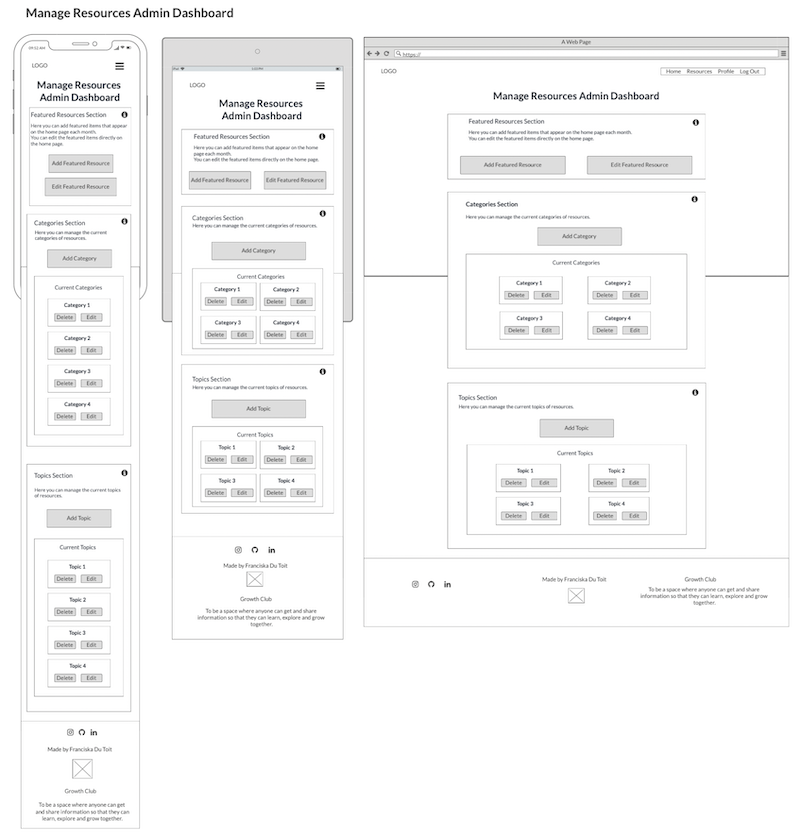 Manage Resources Admin Dashboard
09:52 AM
LOGO
Manage Resources
Admin Dashboard
Featured Resources Section
Here you can add featured items that appear
on the home page each month.
You can edit the featured items directly on
the home page.
Add Featured Resource
Edit Featured Resource
Categories Section
Here you can manage the current
categories of resources.
Add Category
Current Categories
Category 1
Delete Edit
Category 2
Delete Edit
Category 3
Delete Edit
Category 4
Delete Edit
Topics Section
Here you can manage the current topics
of resources.
Add Topic
Current Topics
Topic 1
Delete Edit
Topic 2
Delete Edit
Topic 3
Delete Edit
Topic 4
Delete Edit
Made by Franciska Du Toit
Growth Club
To be a space where anyone can get
and share information so that they can
learn, explore and grow together.
LOGO
Manage Resources
Admin Dashboard
Featured Resources Section
Here you can add featured items that appear on the home
page each month.
You can edit the featured items directly on the home page.
Add Featured Resource Edit Featured Resource
Categories Section
Here you can manage the current categories of resources.
Add Category
Current Categories
Category 1 Category 2
Delete Edit Delete Edit
Category 3 Category 4
Delete Edit Delete Edit
Topics Section
Here you can manage the current topics of resources.
Add Topic
Current Topics
Topic 1 Topic 2
Delete Edit Delete Edit
Topic 3 Topic 4
Delete Edit Delete Edit
Made by Franciska Du Toit
Growth Club
To be a space where anyone can get and share
information so that they can learn, explore and grow
together.
A Web Page
https://
LOGO
Home Resources Profile Log Out
Manage Resources Admin Dashboard
Featured Resources Section
Here you can add featured items that appear on the home page each month.
You can edit the featured items directly on the home page.
Add Featured Resource Edit Featured Resource
Categories Section
Here you can manage the current categories of resources.
Add Category
Current Categories
Category 1 Category 2
Delete Edit Delete Edit
Category 3 Category 4
Delete Edit Delete Edit
Topics Section
Here you can manage the current topics of resources.
Add Topic
Current Topics
Topic 1 Topic 2
Delete Edit Delete Edit
Topic 3 Topic 4
Delete Edit Delete Edit
Made by Franciska Du Toit
Growth Club
To be a space where anyone can get and share
information so that they can learn, explore and grow
together.